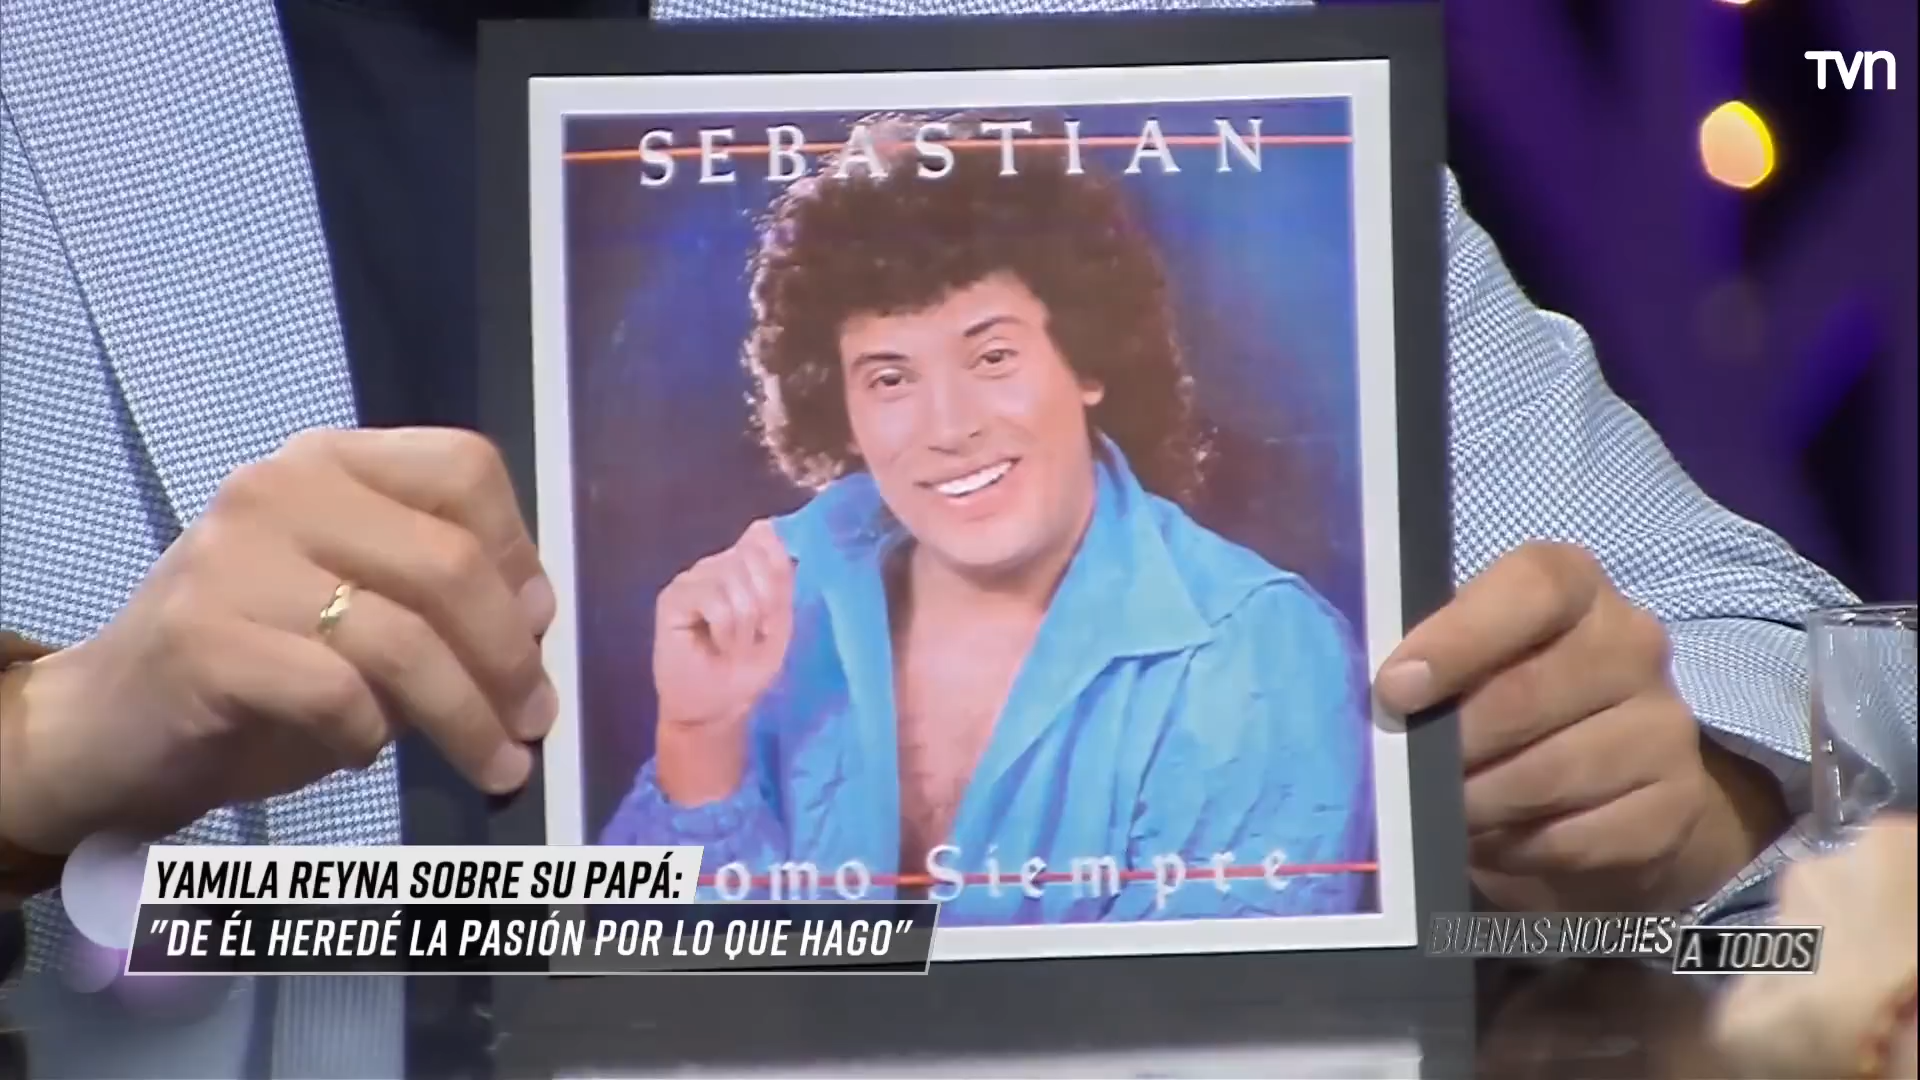 TVN
SEBASTIAN
omo Siempre
YAMILA REYNA SOBRE SU PAPÁ:
"DE ÉL HEREDÉ LA PASIÓN POR LO QUE HAGO"
BUENAS NOCHES
A TODOS